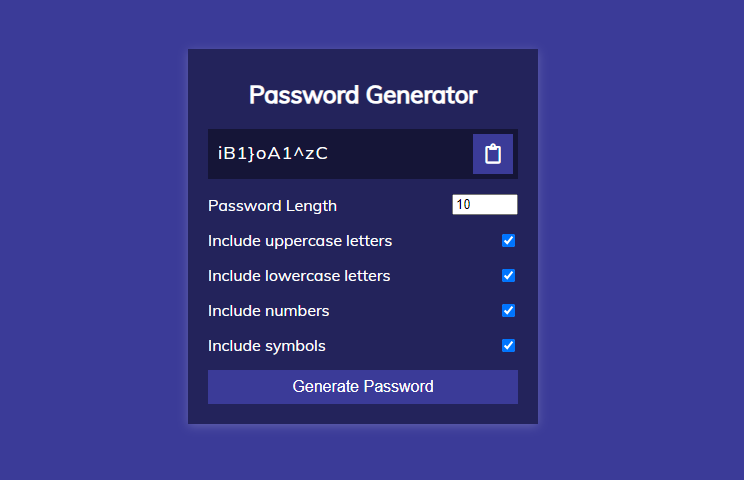 Password Generator
iB1}oA1^zC
Password Length 10
Include uppercase letters
Include lowercase letters
Include numbers
Include symbols
Generate Password